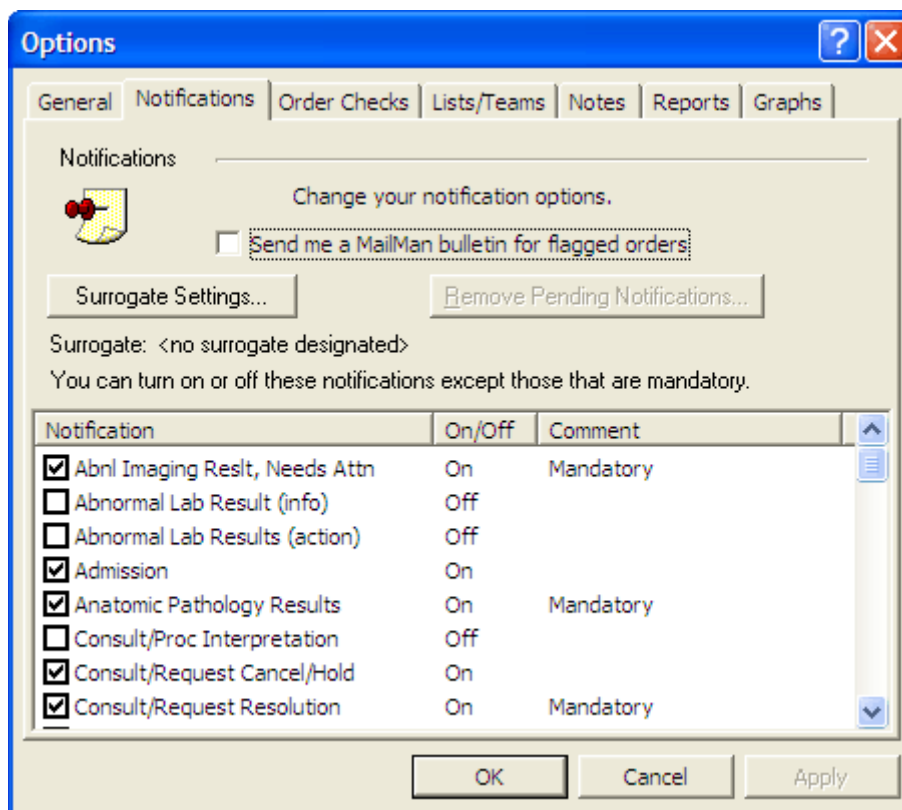 Options
General Notifications Order Checks Lists/Teams Notes Reports Graphs
Notifications
Change your notification options.
Send me a MailMan bulletin for flagged orders
Surrogate Settings... Remove Pending Notifications...
Surrogate: <no surrogate designated>
You can turn on or off these notifications except those that are mandatory.
Notification On/Off Comment
Abnl Imaging Reslt, Needs Attn On Mandatory
Abnormal Lab Result (info) Off
Abnormal Lab Results (action) Off
Admission On
Anatomic Pathology Results On Mandatory
Consult/Proc Interpretation Off
Consult/Request Cancel/Hold On
Consult/Request Resolution On Mandatory
OK Cancel Apply